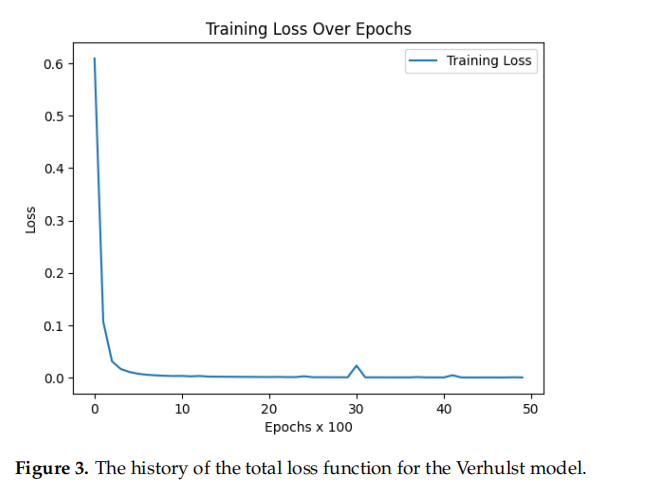 Training Loss Over Epochs
Training Loss
0.6
0.5
0.4
0.3
0.2
0.1
0.0
Loss
0 10 20 30 40 50
Epochs x 100
Figure 3. The history of the total loss function for the Verhulst model.